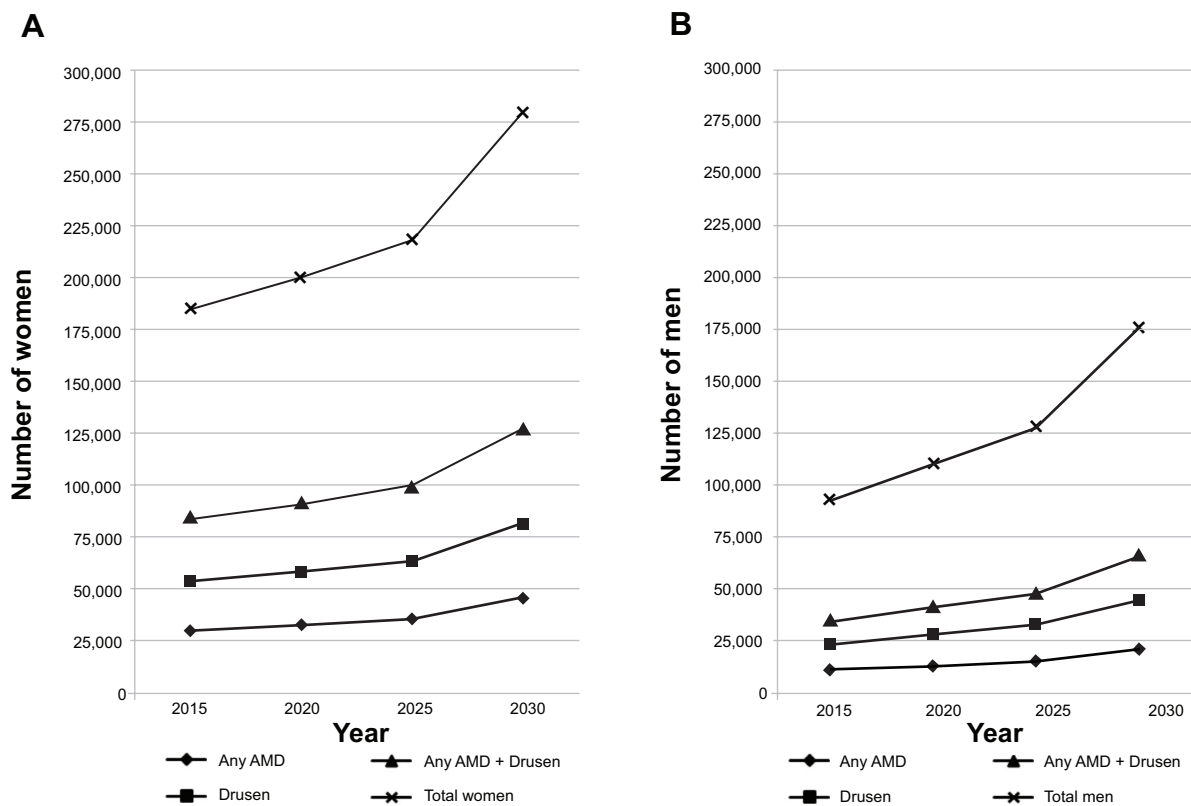 A
300,000
275,000
250,000
225,000
200,000
175,000
150,000
125,000
100,000
75,000
50,000
25,000
0
Number of women
2015 2020 2025 2030
Year
Any AMD Any AMD + Drusen
Drusen Total women
B
300,000
275,000
250,000
225,000
200,000
175,000
150,000
125,000
100,000
75,000
50,000
25,000
0
Number of men
2015 2020 2025 2030
Year
Any AMD Any AMD + Drusen
Drusen Total men